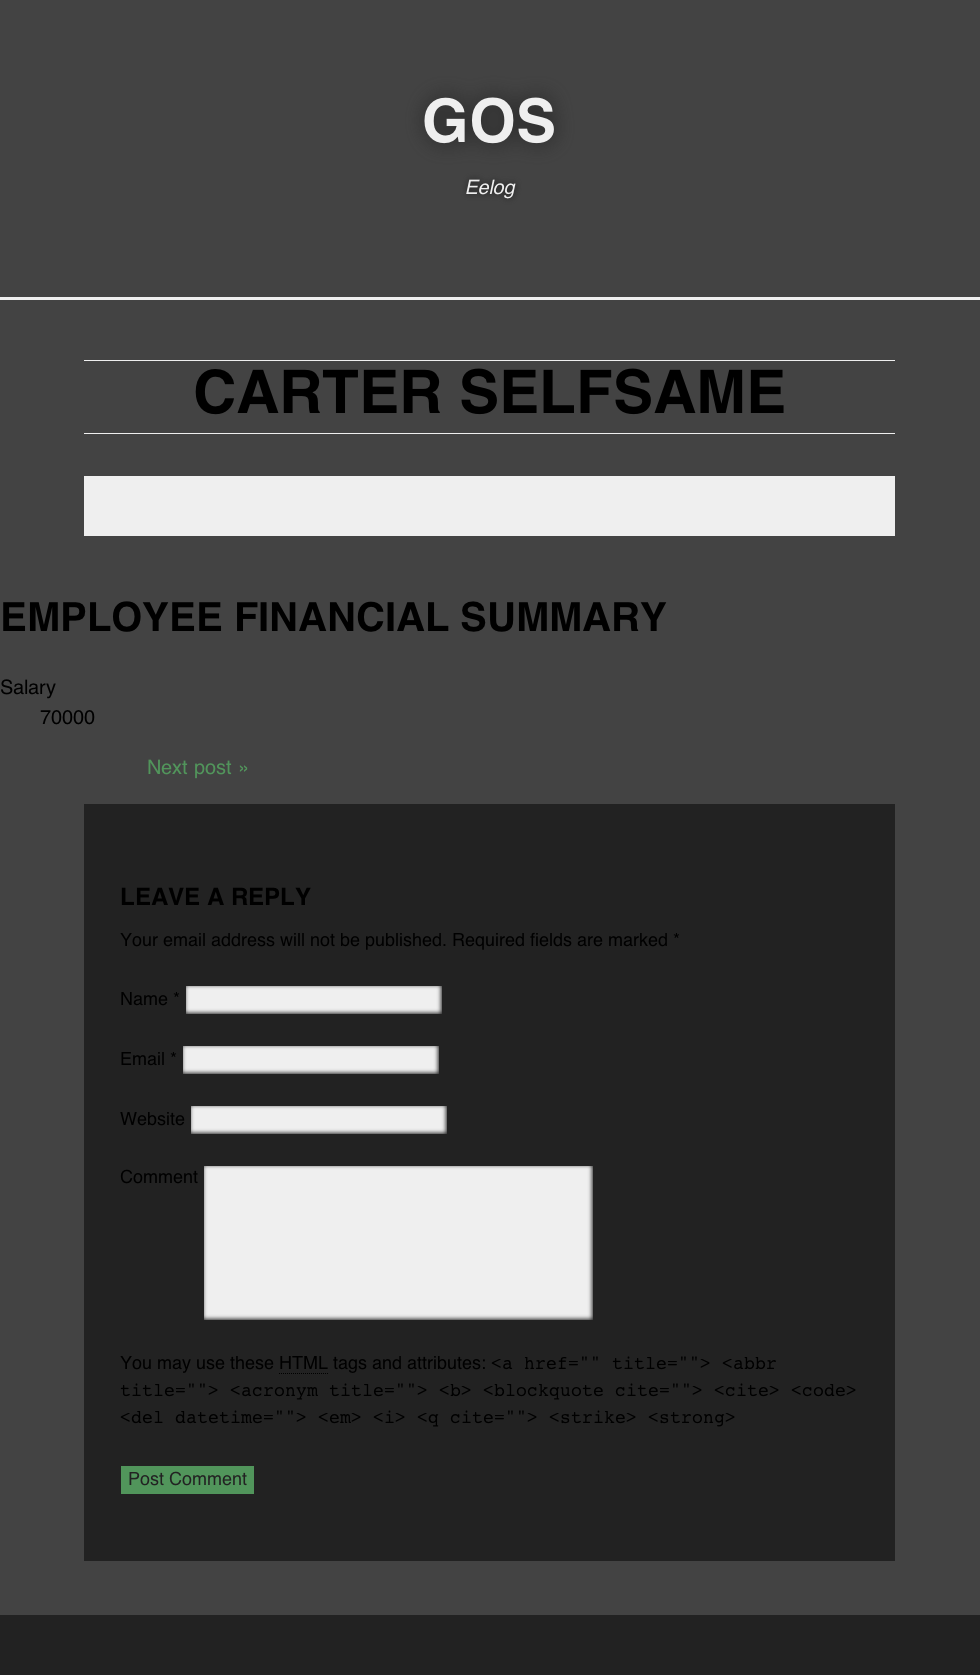 GOS
Eelog
CARTER SELFSAME
EMPLOYEE FINANCIAL SUMMARY
Salary
70000
Next post »
LEAVE A REPLY
Your email address will not be published. Required fields are marked *
Name *
Email *
Website
Comment
You may use these HTML tags and attributes: <a href="" title=""> <abbr
title=""> <acronym title=""> <b> <blockquote cite=""> <cite> <code>
<del datetime=""> <em> <i> <q cite=""> <strike> <strong>
Post Comment